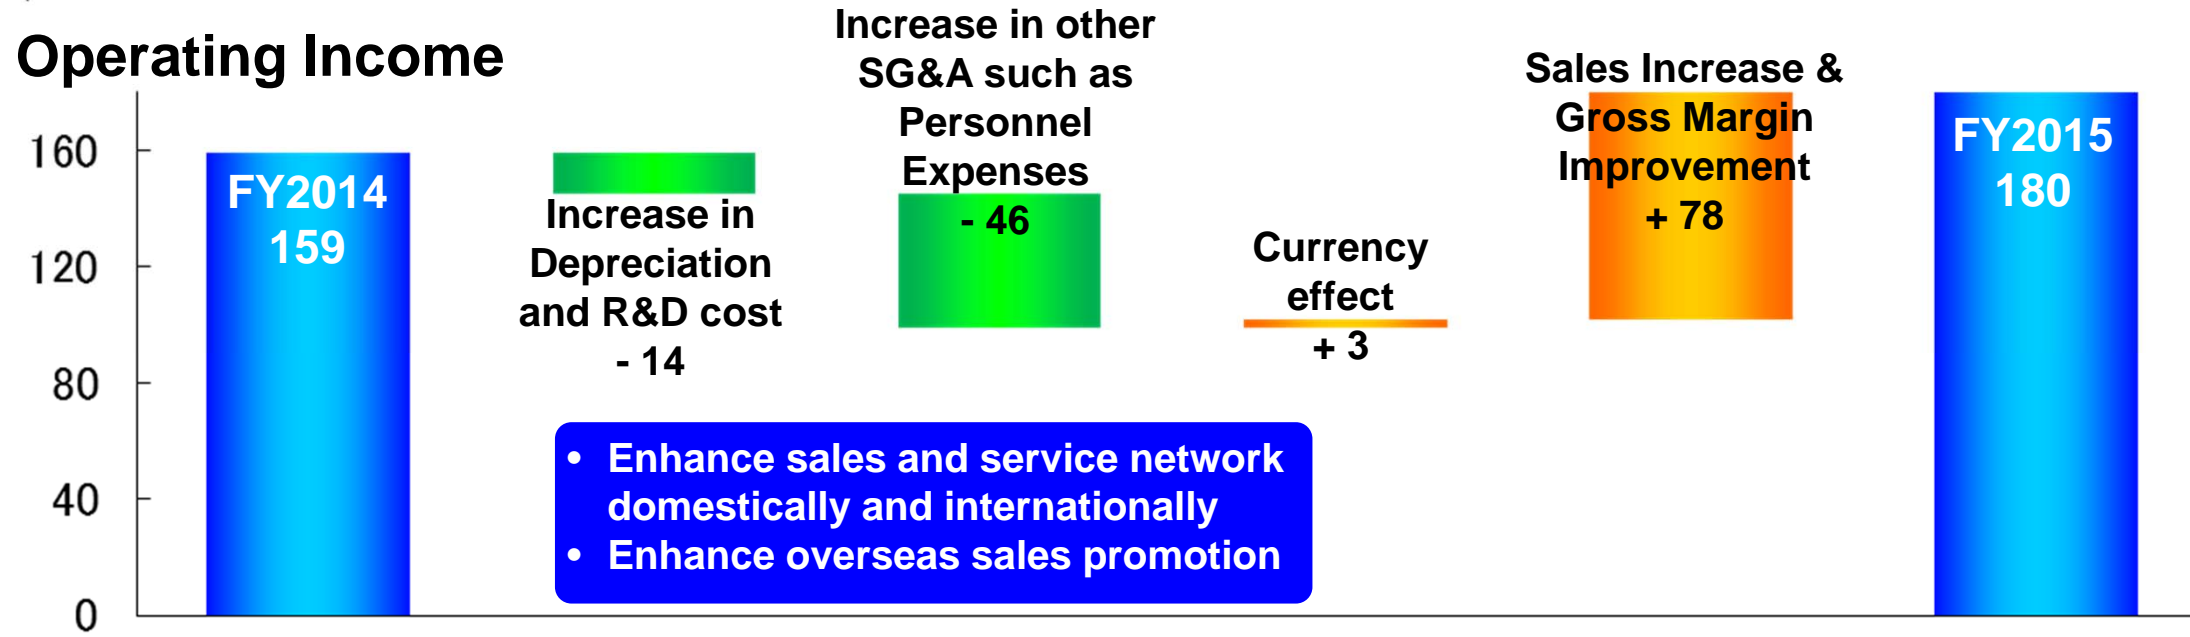 Operating Income
160
120
80
40
0
FY2014
159
Increase in
Depreciation
and R&D cost
- 14
Increase in other
SG&A such as
Personnel
Expenses
- 46
Currency
effect
+ 3
Sales Increase &
Gross Margin
Improvement
+ 78
FY2015
180
• Enhance sales and service network
domestically and internationally
• Enhance overseas sales promotion